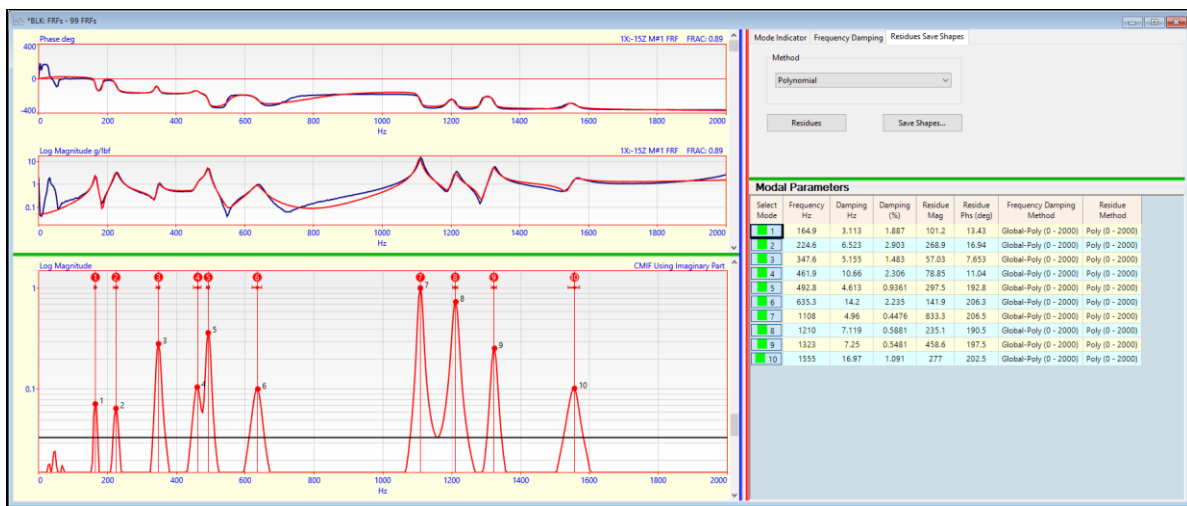 *BLK: FRFs - 99 FRFs
Phase deg
1X:-15Z M#1 FRF FRAC: 0.89
400
0
-400
0 200 400 600 800 1000 1200 1400 1600 1800 2000
Hz
Log Magnitude g/lbf
1X:-15Z M#1 FRF FRAC: 0.89
10
1
0.1
0 200 400 600 800 1000 1200 1400 1600 1800 2000
Hz
Log Magnitude
CMIF Using Imaginary Part
1 2 3 4 5 6 7 8 9 10
1
0.1
1 2 3 4 5 6 7 8 9 10
0 200 400 600 800 1000 1200 1400 1600 1800 2000
Hz
Mode Indicator Frequency Damping Residues Save Shapes
Method
Polynomial
Residues Save Shapes...
Modal Parameters
Select Frequency Damping Damping Residue Residue Frequency Damping Residue
Mode Hz Hz (%) Mag Phs (deg) Method Method
1 164.9 3.113 1.887 101.2 13.43 Global-Poly (0 - 2000) Poly (0 - 2000)
2 224.6 6.523 2.903 268.9 16.94 Global-Poly (0 - 2000) Poly (0 - 2000)
3 347.6 5.155 1.483 57.03 7.653 Global-Poly (0 - 2000) Poly (0 - 2000)
4 461.9 10.66 2.306 78.85 11.04 Global-Poly (0 - 2000) Poly (0 - 2000)
5 492.8 4.613 0.9361 297.5 192.8 Global-Poly (0 - 2000) Poly (0 - 2000)
6 635.3 14.2 2.235 141.9 206.3 Global-Poly (0 - 2000) Poly (0 - 2000)
7 1108 4.96 0.4476 833.3 206.5 Global-Poly (0 - 2000) Poly (0 - 2000)
8 1210 7.119 0.5881 235.1 190.5 Global-Poly (0 - 2000) Poly (0 - 2000)
9 1323 7.25 0.5481 458.6 197.5 Global-Poly (0 - 2000) Poly (0 - 2000)
10 1555 16.97 1.091 277 202.5 Global-Poly (0 - 2000) Poly (0 - 2000)